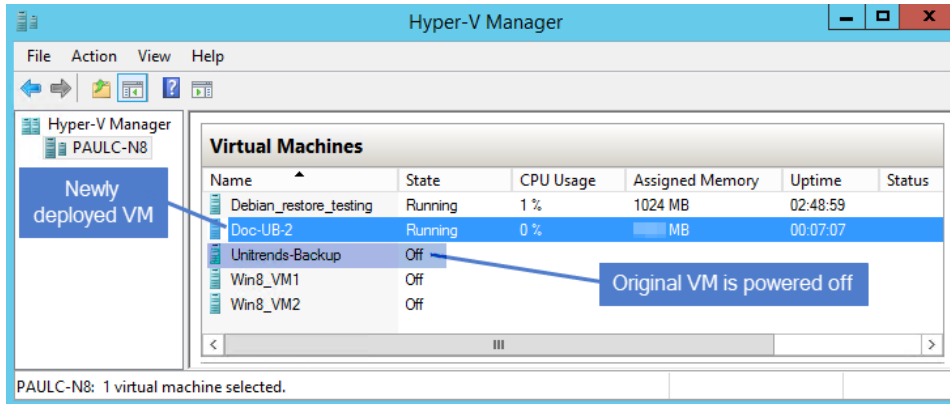 Hyper-V Manager
File Action View Help
Hyper-V Manager
PAULC-N8
Virtual Machines
Name State CPU Usage Assigned Memory Uptime Status
Debian_restore_testing Running 1 % 1024 MB 02:48:59
Doc-UB-2 Running 0 % MB 00:07:07
Unitrends-Backup Off
Win8_VM1 Off
Win8_VM2 Off
Newly
deployed VM
Original VM is powered off
PAULC-N8: 1 virtual machine selected.